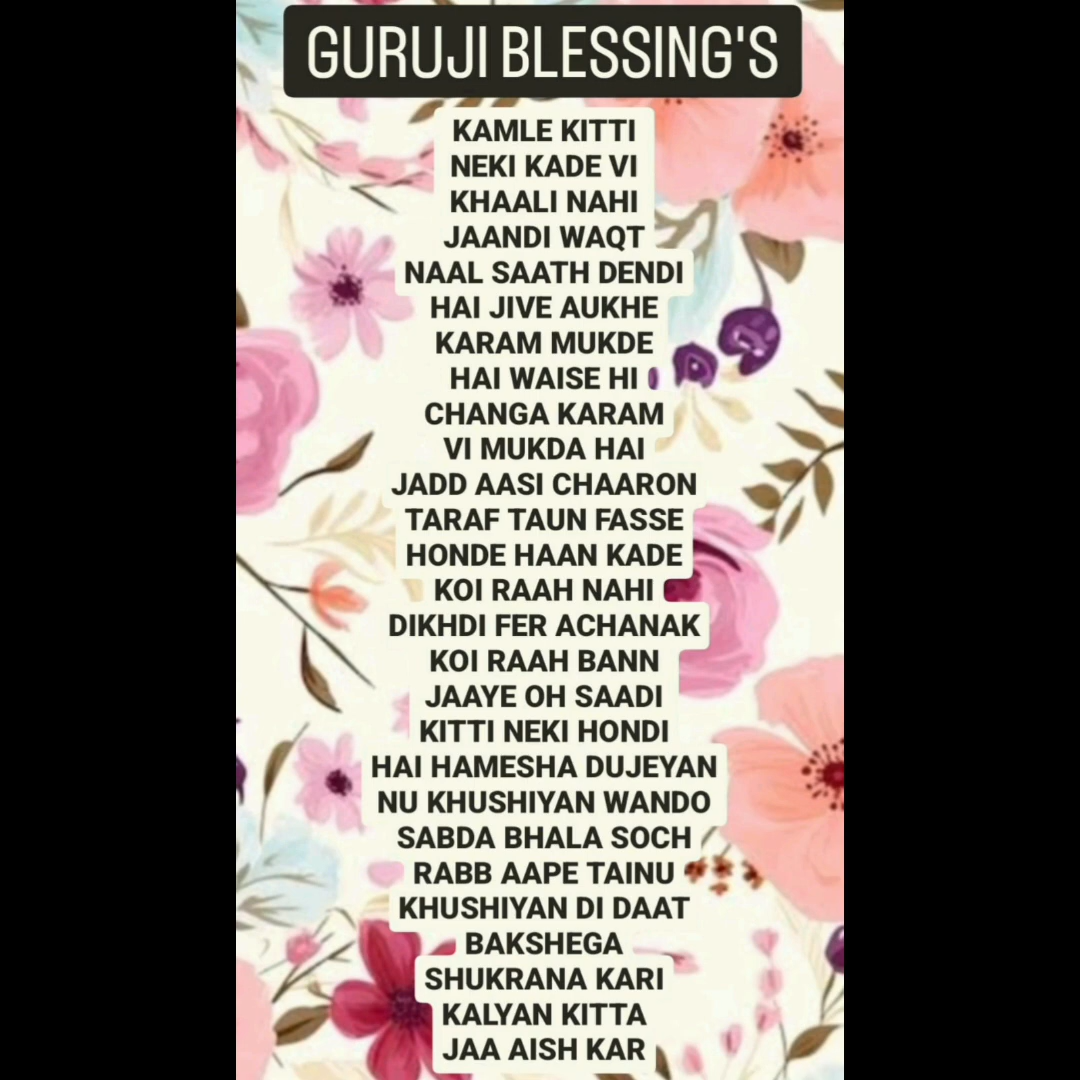 GURUJI BLESSING'S
KAMLE KITTI
NEKI KADE VI
KHAALI NAHI
JAANDI WAQT
NAAL SAATH DENDI
HAI JIVE AUKHE
KARAM MUKDE
HAI WAISE HI
CHANGA KARAM
VI MUKDA HAI
JADD AASI CHAARON
TARAF TAUN FASSE
HONDE HAAN KADE
KOI RAAH NAHI
DIKHDI FER ACHANAK
KOI RAAH BANN
JAAYE OH SAADI
KITTI NEKI HONDI
HAI HAMESHA DUJEYAN
NU KHUSHIYAN WANDO
SABDA BHALA SOCH
RABB AAPE TAINU
KHUSHIYAN DI DAAT
BAKSHEGA
SHUKRANA KARI
KALYAN KITTA
JAA AISH KAR